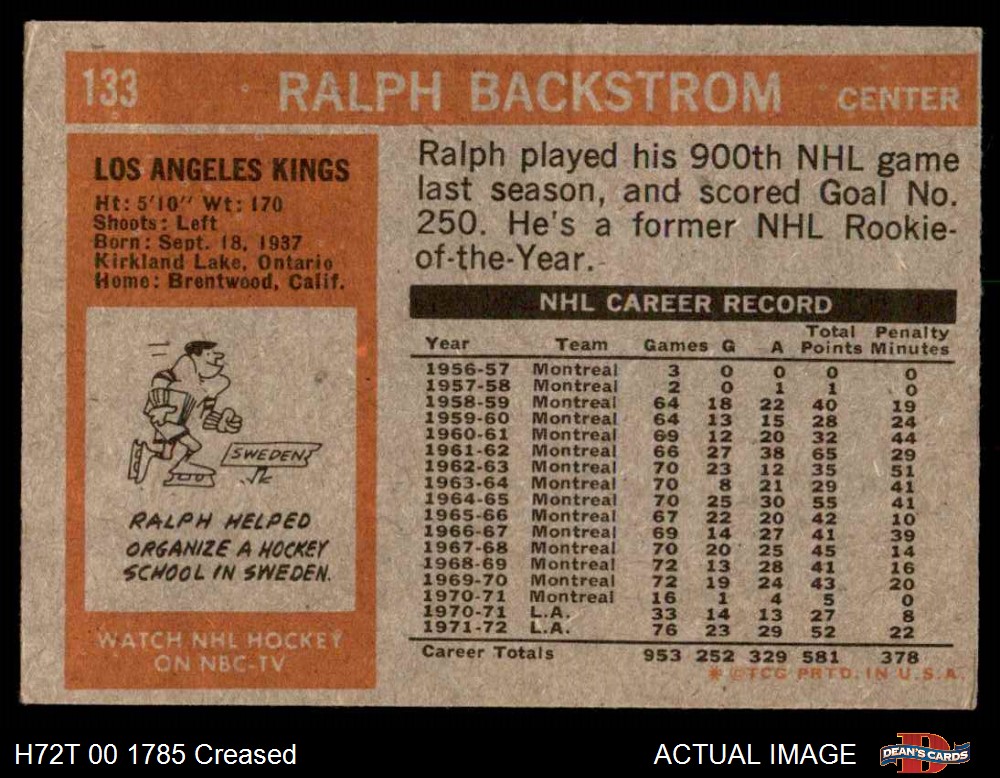 133 RALPH BACKSTROM CENTER
LOS ANGELES KINGS
Ht: 5'10" Wt: 170
Shoots: Left
Born: Sept. 18, 1937
Kirkland Lake, Ontario
Home: Brentwood, Calif.
SWEDEN
RALPH HELPED
ORGANIZE A HOCKEY
SCHOOL IN SWEDEN.
WATCH NHL HOCKEY
ON NBC-TV
Ralph played his 900th NHL game
last season, and scored Goal No.
250. He's a former NHL Rookie-
of-the-Year.
NHL CAREER RECORD
Year Team Games G A Total Points Penalty Minutes
1956-57 Montreal 3 0 0 0 0
1957-58 Montreal 2 0 1 1 0
1958-59 Montreal 64 18 22 40 19
1959-60 Montreal 64 13 15 28 24
1960-61 Montreal 69 12 20 32 44
1961-62 Montreal 66 27 38 65 29
1962-63 Montreal 70 23 12 35 51
1963-64 Montreal 70 8 21 29 41
1964-65 Montreal 70 25 30 55 41
1965-66 Montreal 67 22 20 42 10
1966-67 Montreal 69 14 27 41 39
1967-68 Montreal 70 20 25 45 14
1968-69 Montreal 72 13 28 41 16
1969-70 Montreal 72 19 24 43 20
1970-71 Montreal 16 1 4 5 0
1970-71 L.A. 33 14 13 27 8
1971-72 L.A. 76 23 29 52 22
Career Totals 953 252 329 581 378
* ©TCG PRTD. IN U.S.A.
H72T 00 1785 Creased
ACTUAL IMAGE
DEAN'S CARDS